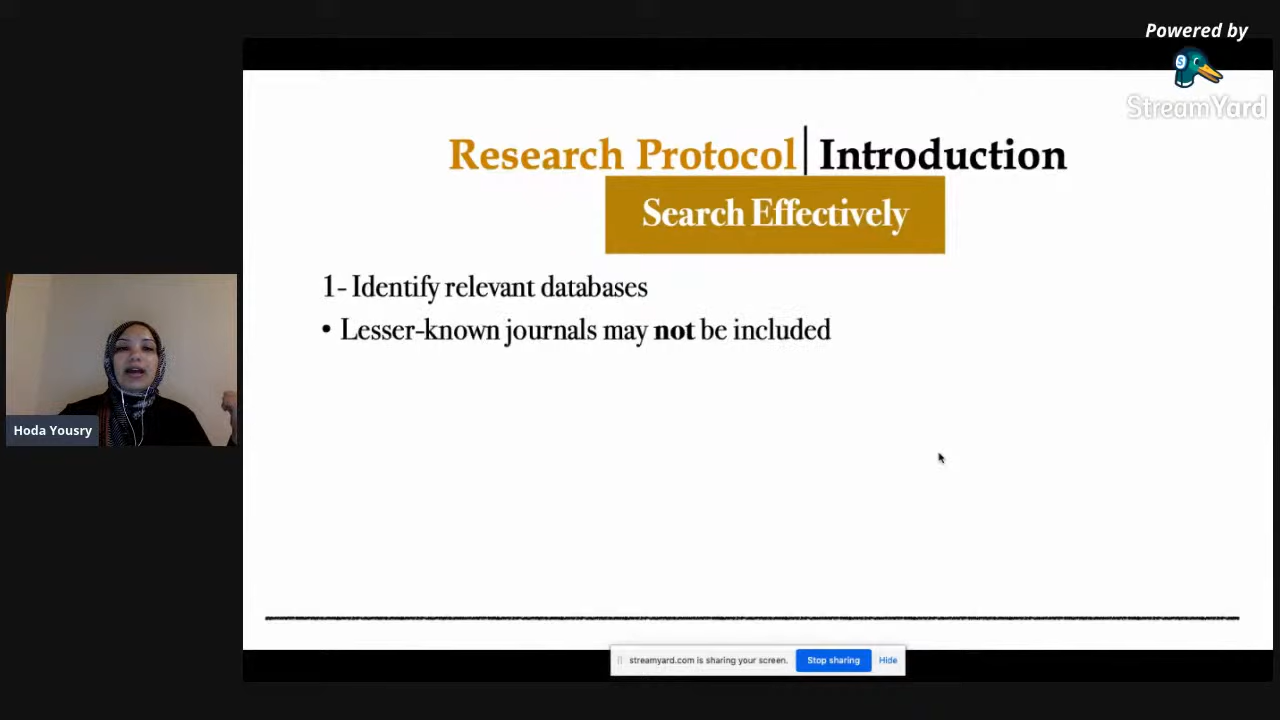 Powered by
StreamYard
Research Protocol| Introduction
Search Effectively
1- Identify relevant databases
• Lesser-known journals may not be included
Hoda Yousry
streamyard.com is sharing your screen. Stop sharing Hide